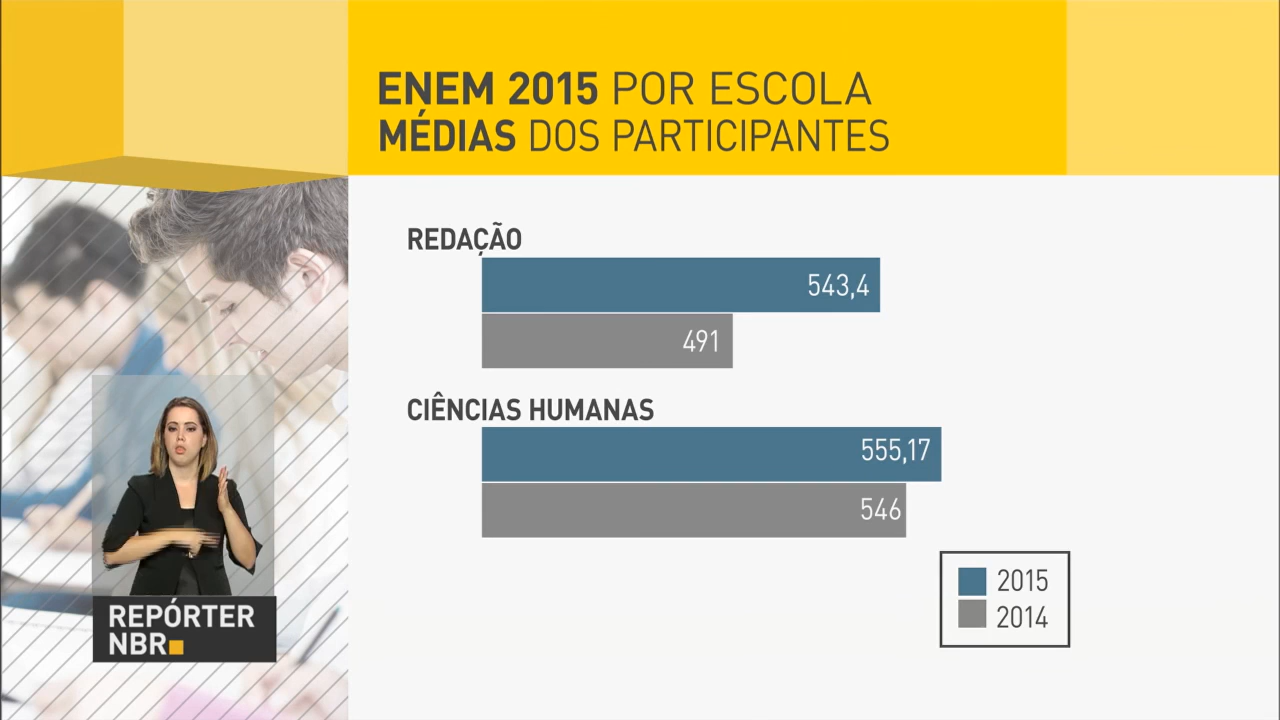 ENEM 2015 POR ESCOLA
MÉDIAS DOS PARTICIPANTES
REDAÇÃO
543,4
491
CIÊNCIAS HUMANAS
555,17
546
2015
2014
REPÓRTER
NBR